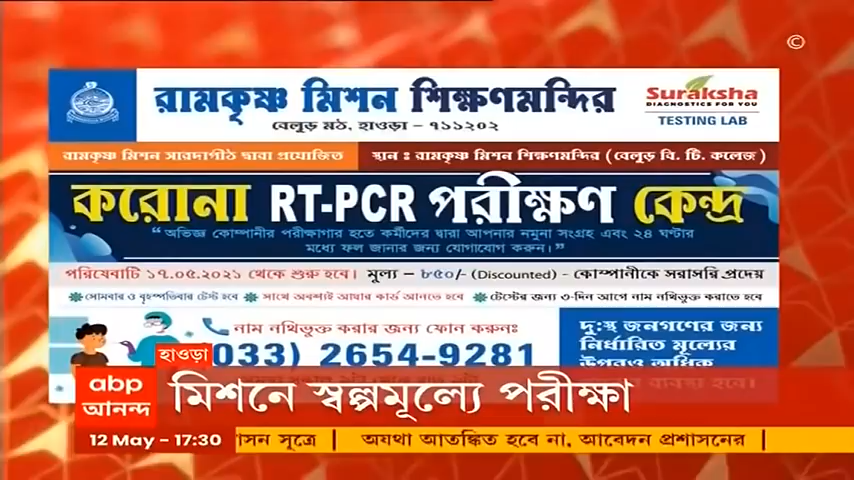 ©
রামকৃষ্ণ মিশন শিক্ষণমন্দির
বেলুড় মঠ, হাওড়া - ৭১১২০২
Suraksha
DIAGNOSTICS FOR YOU
TESTING LAB
রামকৃষ্ণ মিশন সারদাপীঠ দ্বারা প্রযোজিত
স্থান : রামকৃষ্ণ মিশন শিক্ষণমন্দির (বেলুড় বি. টি. কলেজ)
করোনা RT-PCR পরীক্ষণ কেন্দ্র
“অভিজ্ঞ কোম্পানীর পরীক্ষাগার হতে কর্মীদের দ্বারা আপনার নমুনা সংগ্রহ এবং ২৪ ঘণ্টার
মধ্যে ফল জানার জন্য যোগাযোগ করুন।”
পরিষেবাটি ১৭.০৫.২০২১ থেকে শুরু হবে। মূল্য – ৮৫০/- (Discounted) - কোম্পানীকে সরাসরি প্রদেয়
✱সোমবার ও বৃহস্পতিবার টেস্ট হবে ✱সাথে অবশ্যই আধার কার্ড আনতে হবে ✱টেস্টের জন্য ৩-দিন আগে নাম নথিভুক্ত করাতে হবে
নাম নথিভুক্ত করার জন্য ফোন করুনঃ
033) 2654-9281
দু:স্থ জনগণের জন্য
নির্ধারিত মূল্যের
উপরও অধিক
হাওড়া
abp
আনন্দ
মিশনে স্বল্পমূল্যে পরীক্ষা
12 May - 17:30
সন সূত্রে | অযথা আতঙ্কিত হবে না, আবেদন প্রশাসনের |